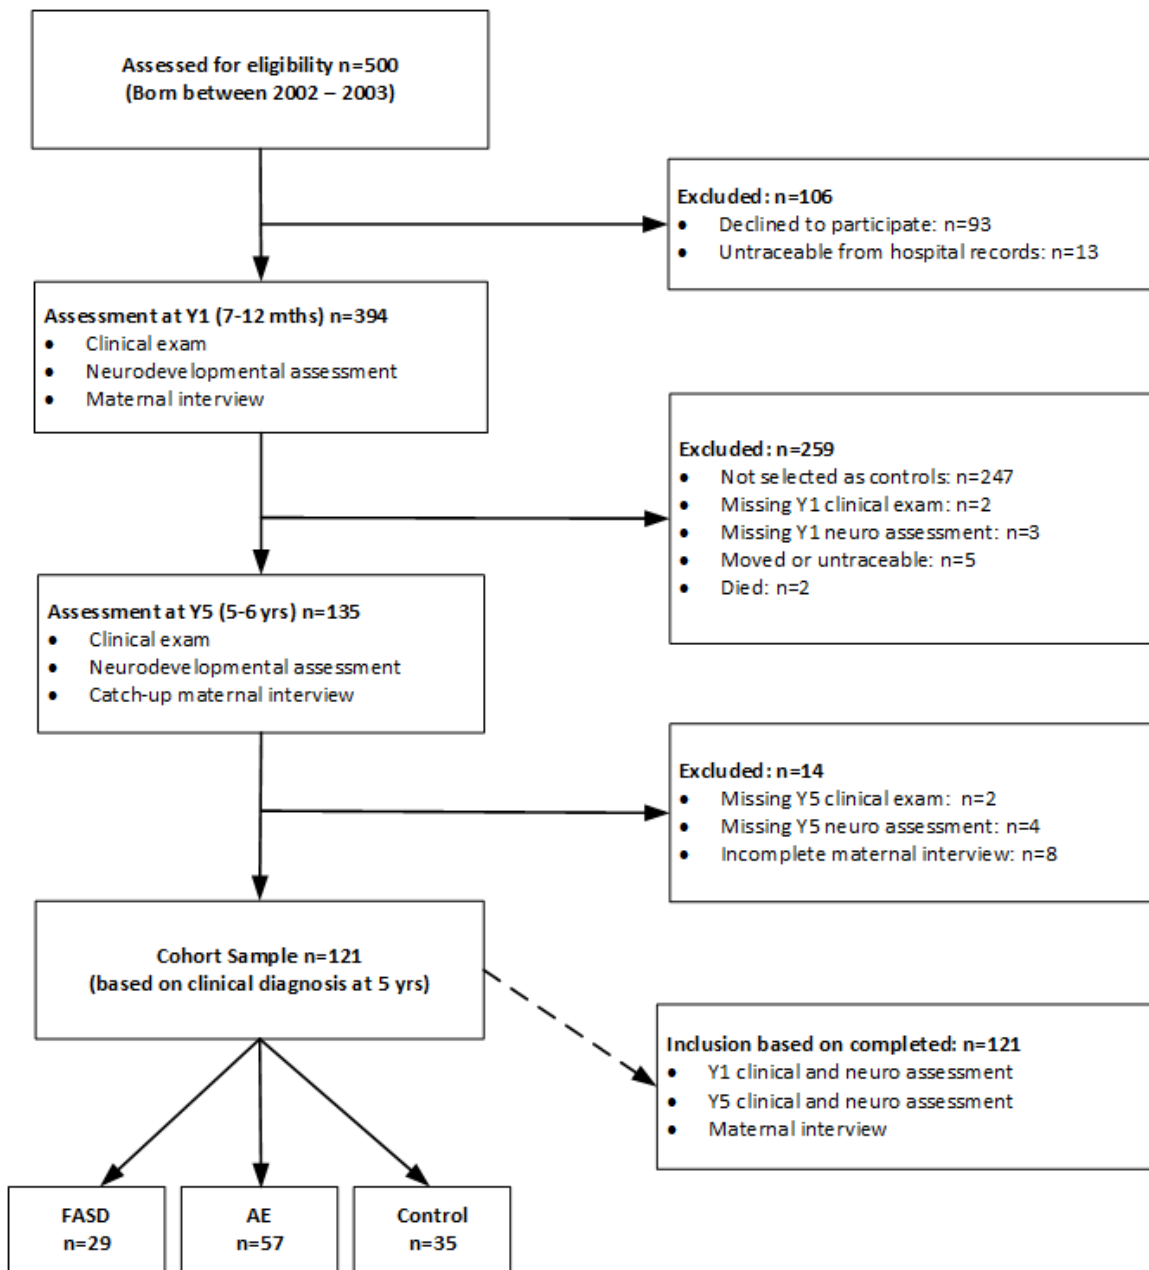 Assessed for eligibility n=500
(Born between 2002 – 2003)
Excluded: n=106
• Declined to participate: n=93
• Untraceable from hospital records: n=13
Assessment at Y1 (7-12 mths) n=394
• Clinical exam
• Neurodevelopmental assessment
• Maternal interview
Excluded: n=259
• Not selected as controls: n=247
• Missing Y1 clinical exam: n=2
• Missing Y1 neuro assessment: n=3
• Moved or untraceable: n=5
• Died: n=2
Assessment at Y5 (5-6 yrs) n=135
• Clinical exam
• Neurodevelopmental assessment
• Catch-up maternal interview
Excluded: n=14
• Missing Y5 clinical exam: n=2
• Missing Y5 neuro assessment: n=4
• Incomplete maternal interview: n=8
Cohort Sample n=121
(based on clinical diagnosis at 5 yrs)
Inclusion based on completed: n=121
• Y1 clinical and neuro assessment
• Y5 clinical and neuro assessment
• Maternal interview
FASD
n=29
AE
n=57
Control
n=35